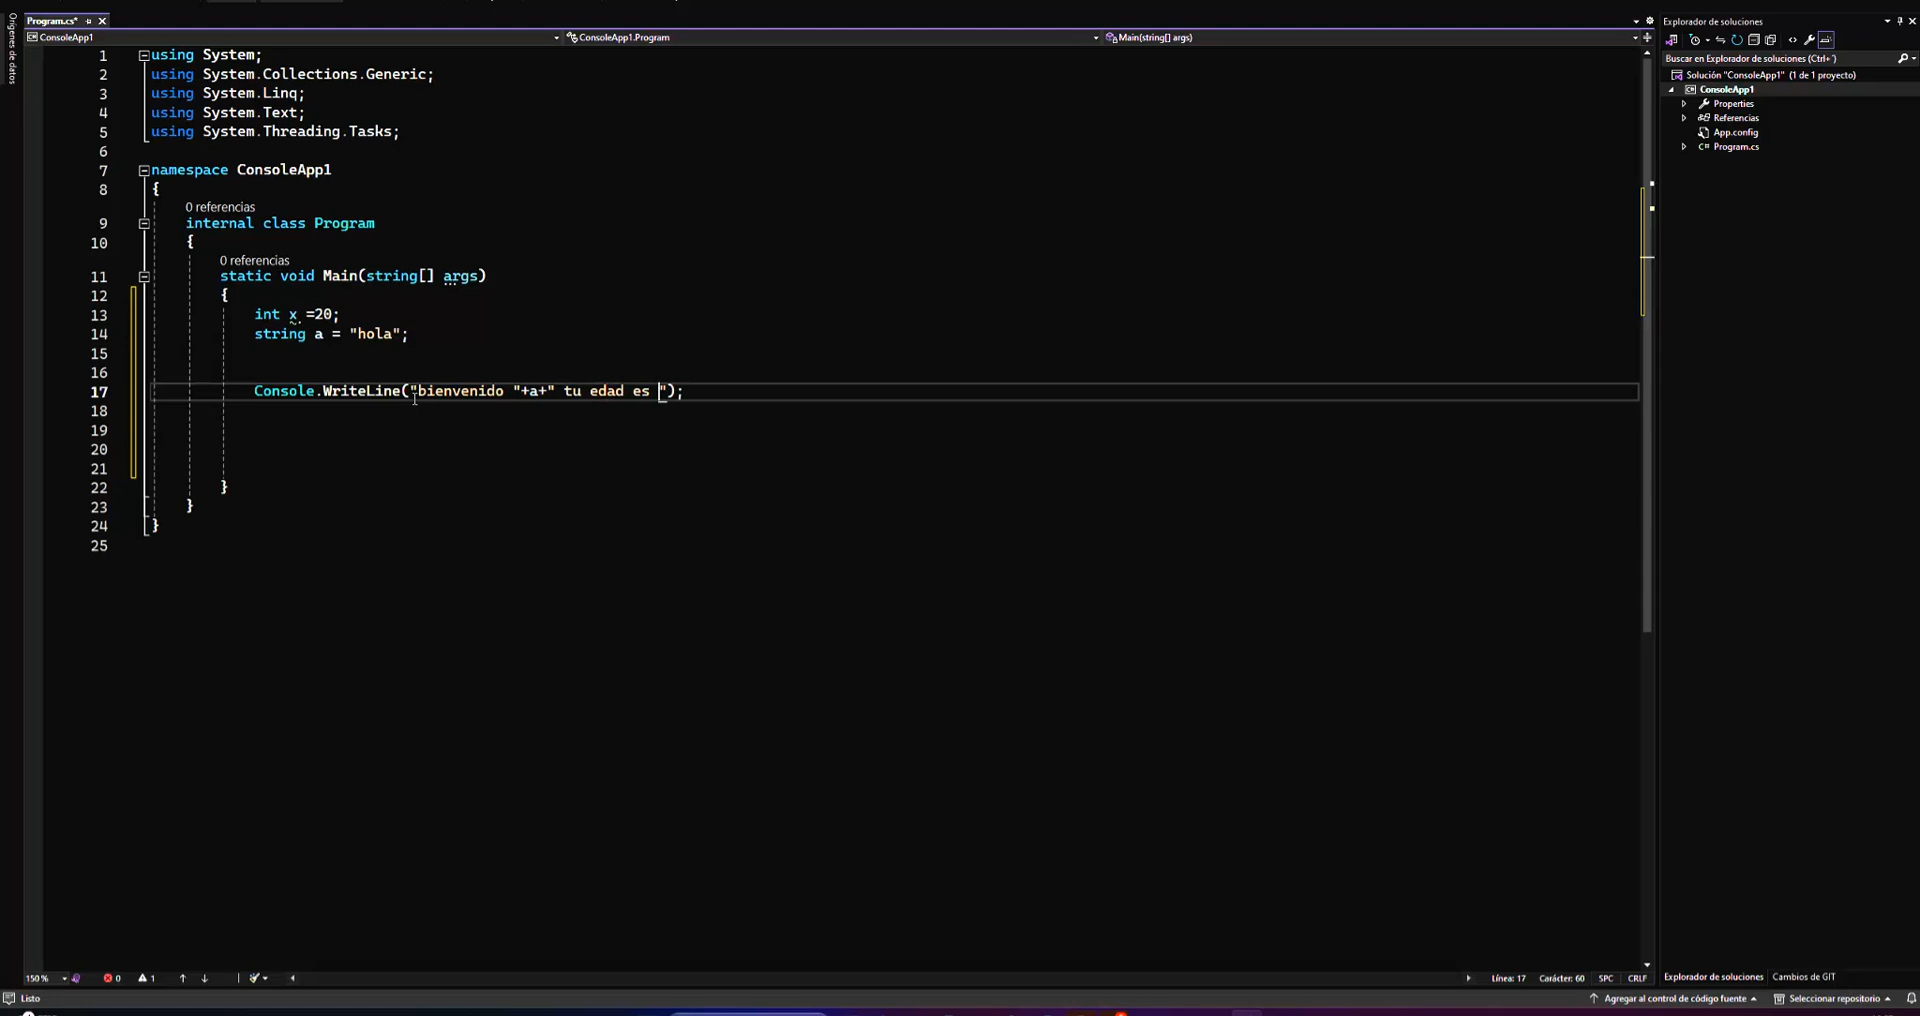 Program.cs*
Orígenes de datos
ConsoleApp1
ConsoleApp1.Program
Main(string[] args)
1 using System;
2 using System.Collections.Generic;
3 using System.Linq;
4 using System.Text;
5 using System.Threading.Tasks;
6
7 namespace ConsoleApp1
8 {
0 referencias
9 internal class Program
10 {
0 referencias
11 static void Main(string[] args)
12 {
13 int x =20;
14 string a = "hola";
15
16
17 Console.WriteLine("bienvenido "+a+" tu edad es ");
18
19
20
21
22 }
23 }
24 }
25
Explorador de soluciones
Buscar en Explorador de soluciones (Ctrl+´)
Solución "ConsoleApp1" (1 de 1 proyecto)
ConsoleApp1
Properties
Referencias
App.config
C# Program.cs
150 %
0
1
Línea: 17 Carácter: 60 SPC CRLF
Explorador de soluciones Cambios de GIT
Listo
Agregar al control de código fuente
Seleccionar repositorio